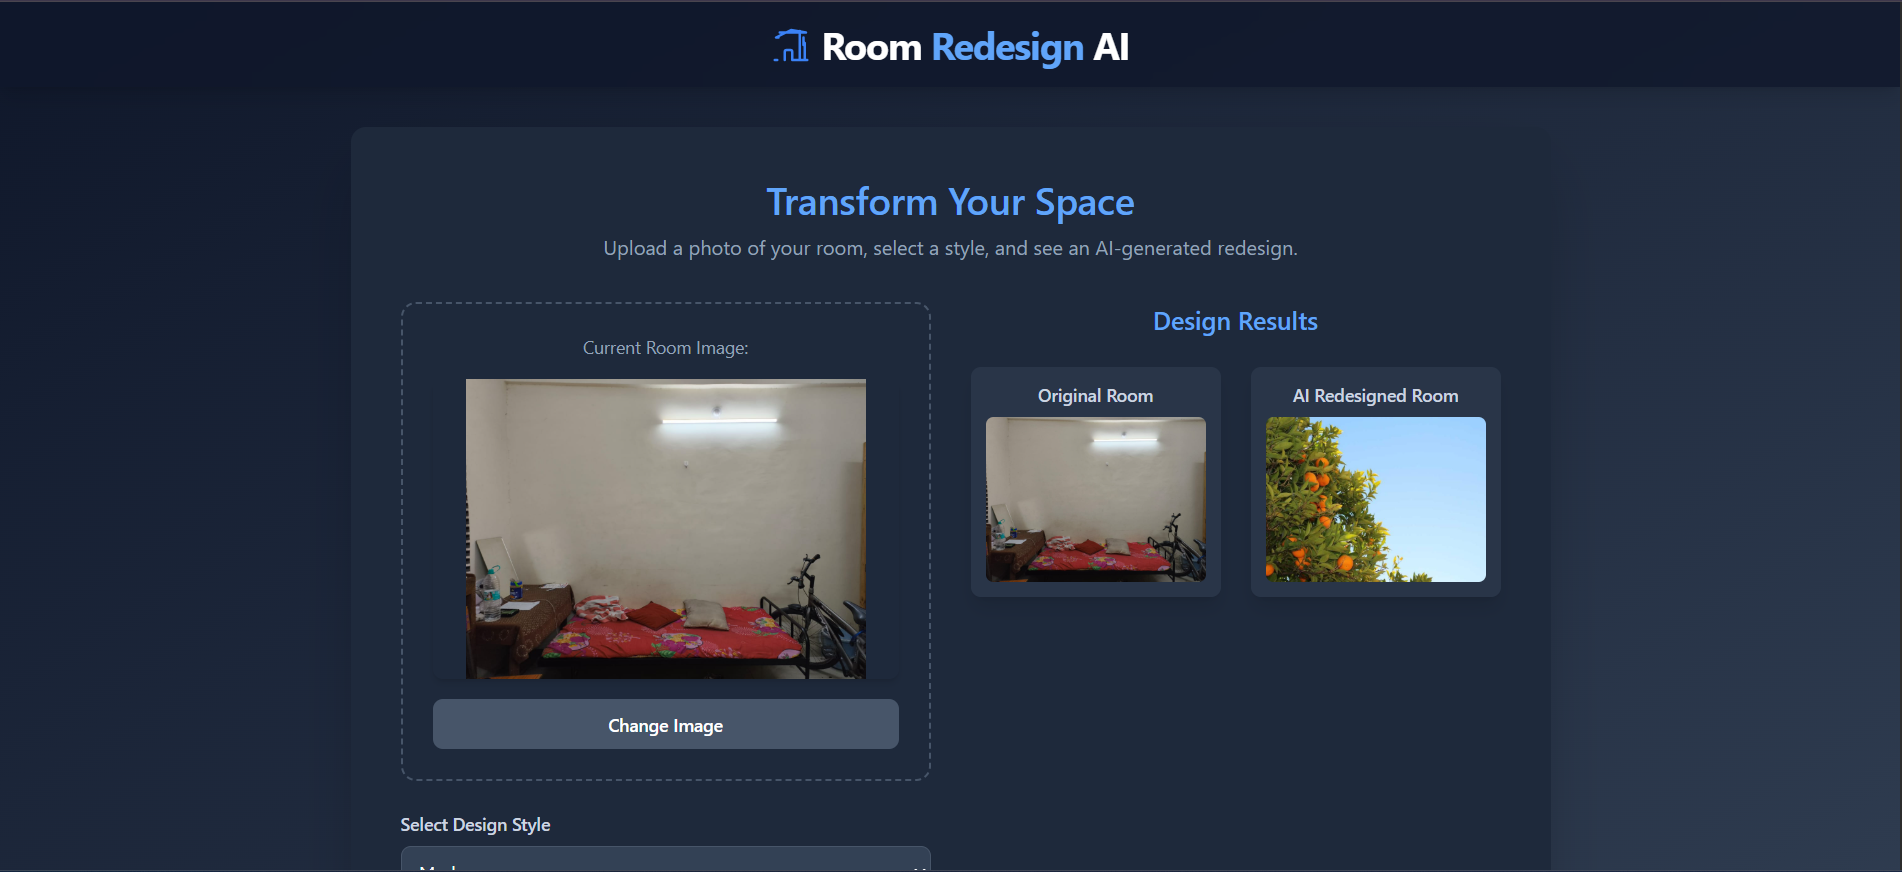 Room Redesign AI
Transform Your Space
Upload a photo of your room, select a style, and see an AI-generated redesign.
Current Room Image:
Change Image
Design Results
Original Room
AI Redesigned Room
Select Design Style